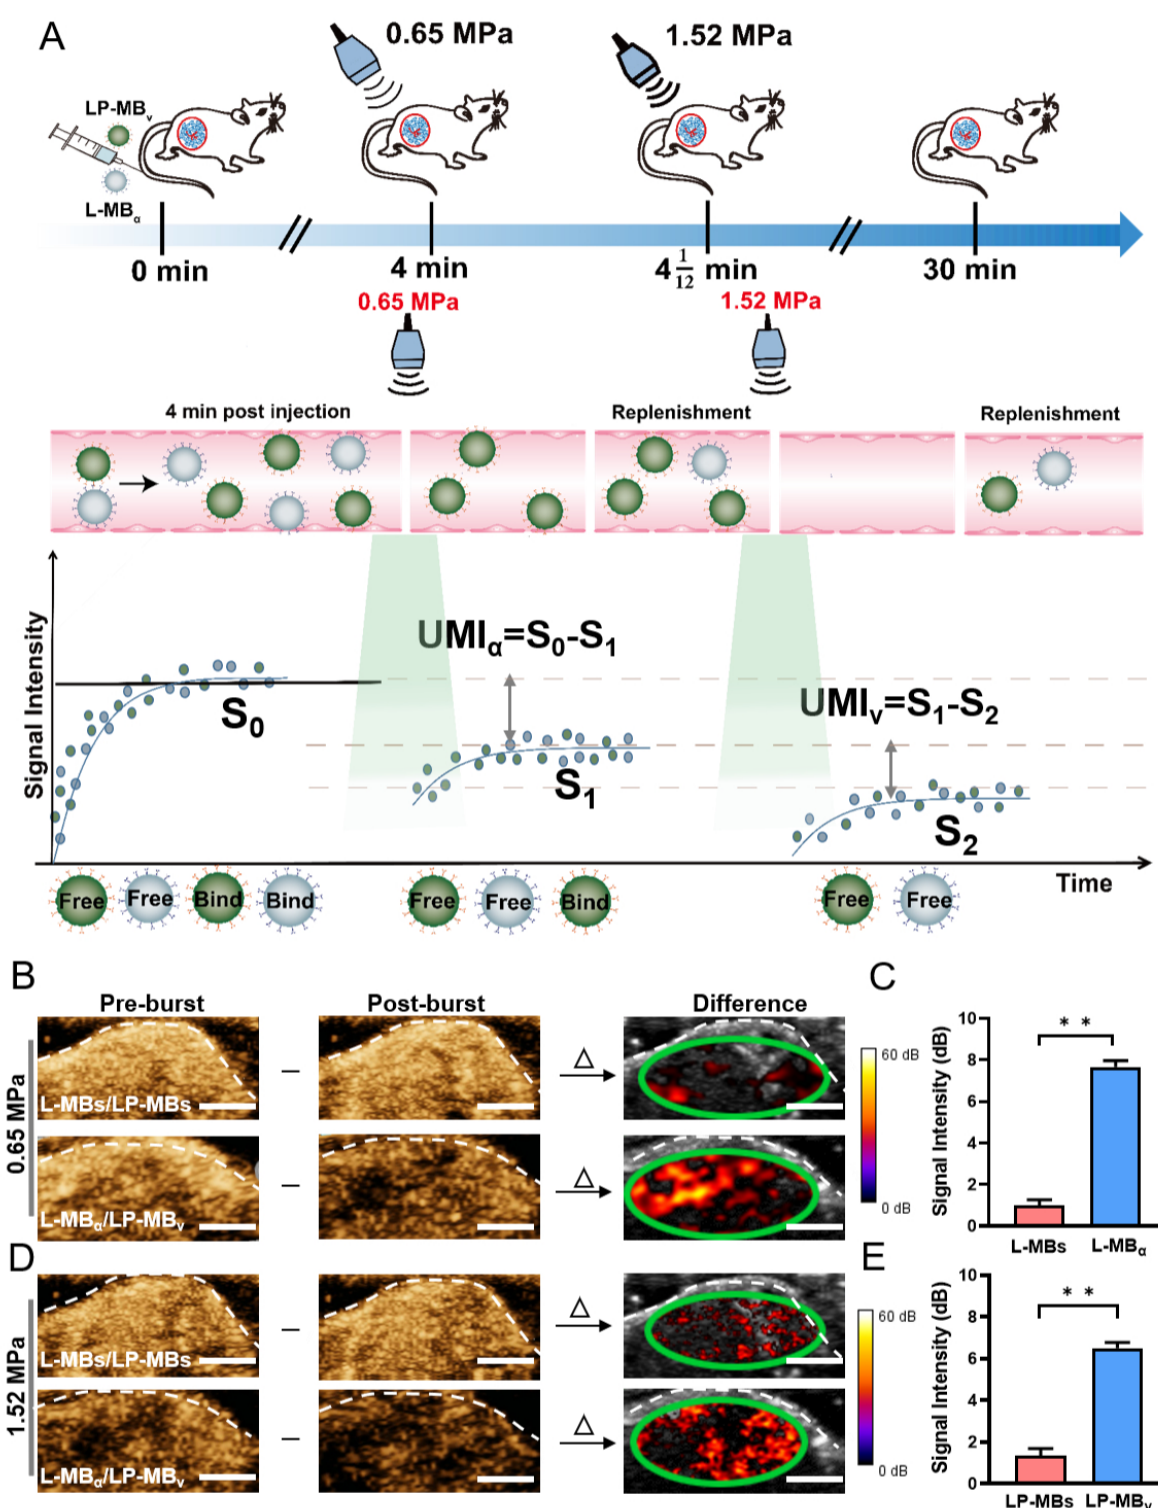 A
0.65 MPa
1.52 MPa
LP-MBᵥ
L-MBα
0 min
4 min
4 1/12 min
30 min
0.65 MPa
1.52 MPa
4 min post injection
Replenishment
Replenishment
Signal Intensity
UMIα=S₀-S₁
UMIᵥ=S₁-S₂
S₀
S₁
S₂
Free
Free
Bind
Bind
Free
Free
Bind
Free
Free
Time
B
Pre-burst
Post-burst
Difference
0.65 MPa
L-MBs/LP-MBs
–
Δ
60 dB
0 dB
L-MBα/LP-MBᵥ
–
Δ
C
Signal Intensity (dB)
10
8
6
4
2
0
* *
L-MBs
L-MBα
D
1.52 MPa
L-MBs/LP-MBs
–
Δ
60 dB
0 dB
L-MBα/LP-MBᵥ
–
Δ
E
Signal Intensity (dB)
10
8
6
4
2
0
* *
LP-MBs
LP-MBᵥ